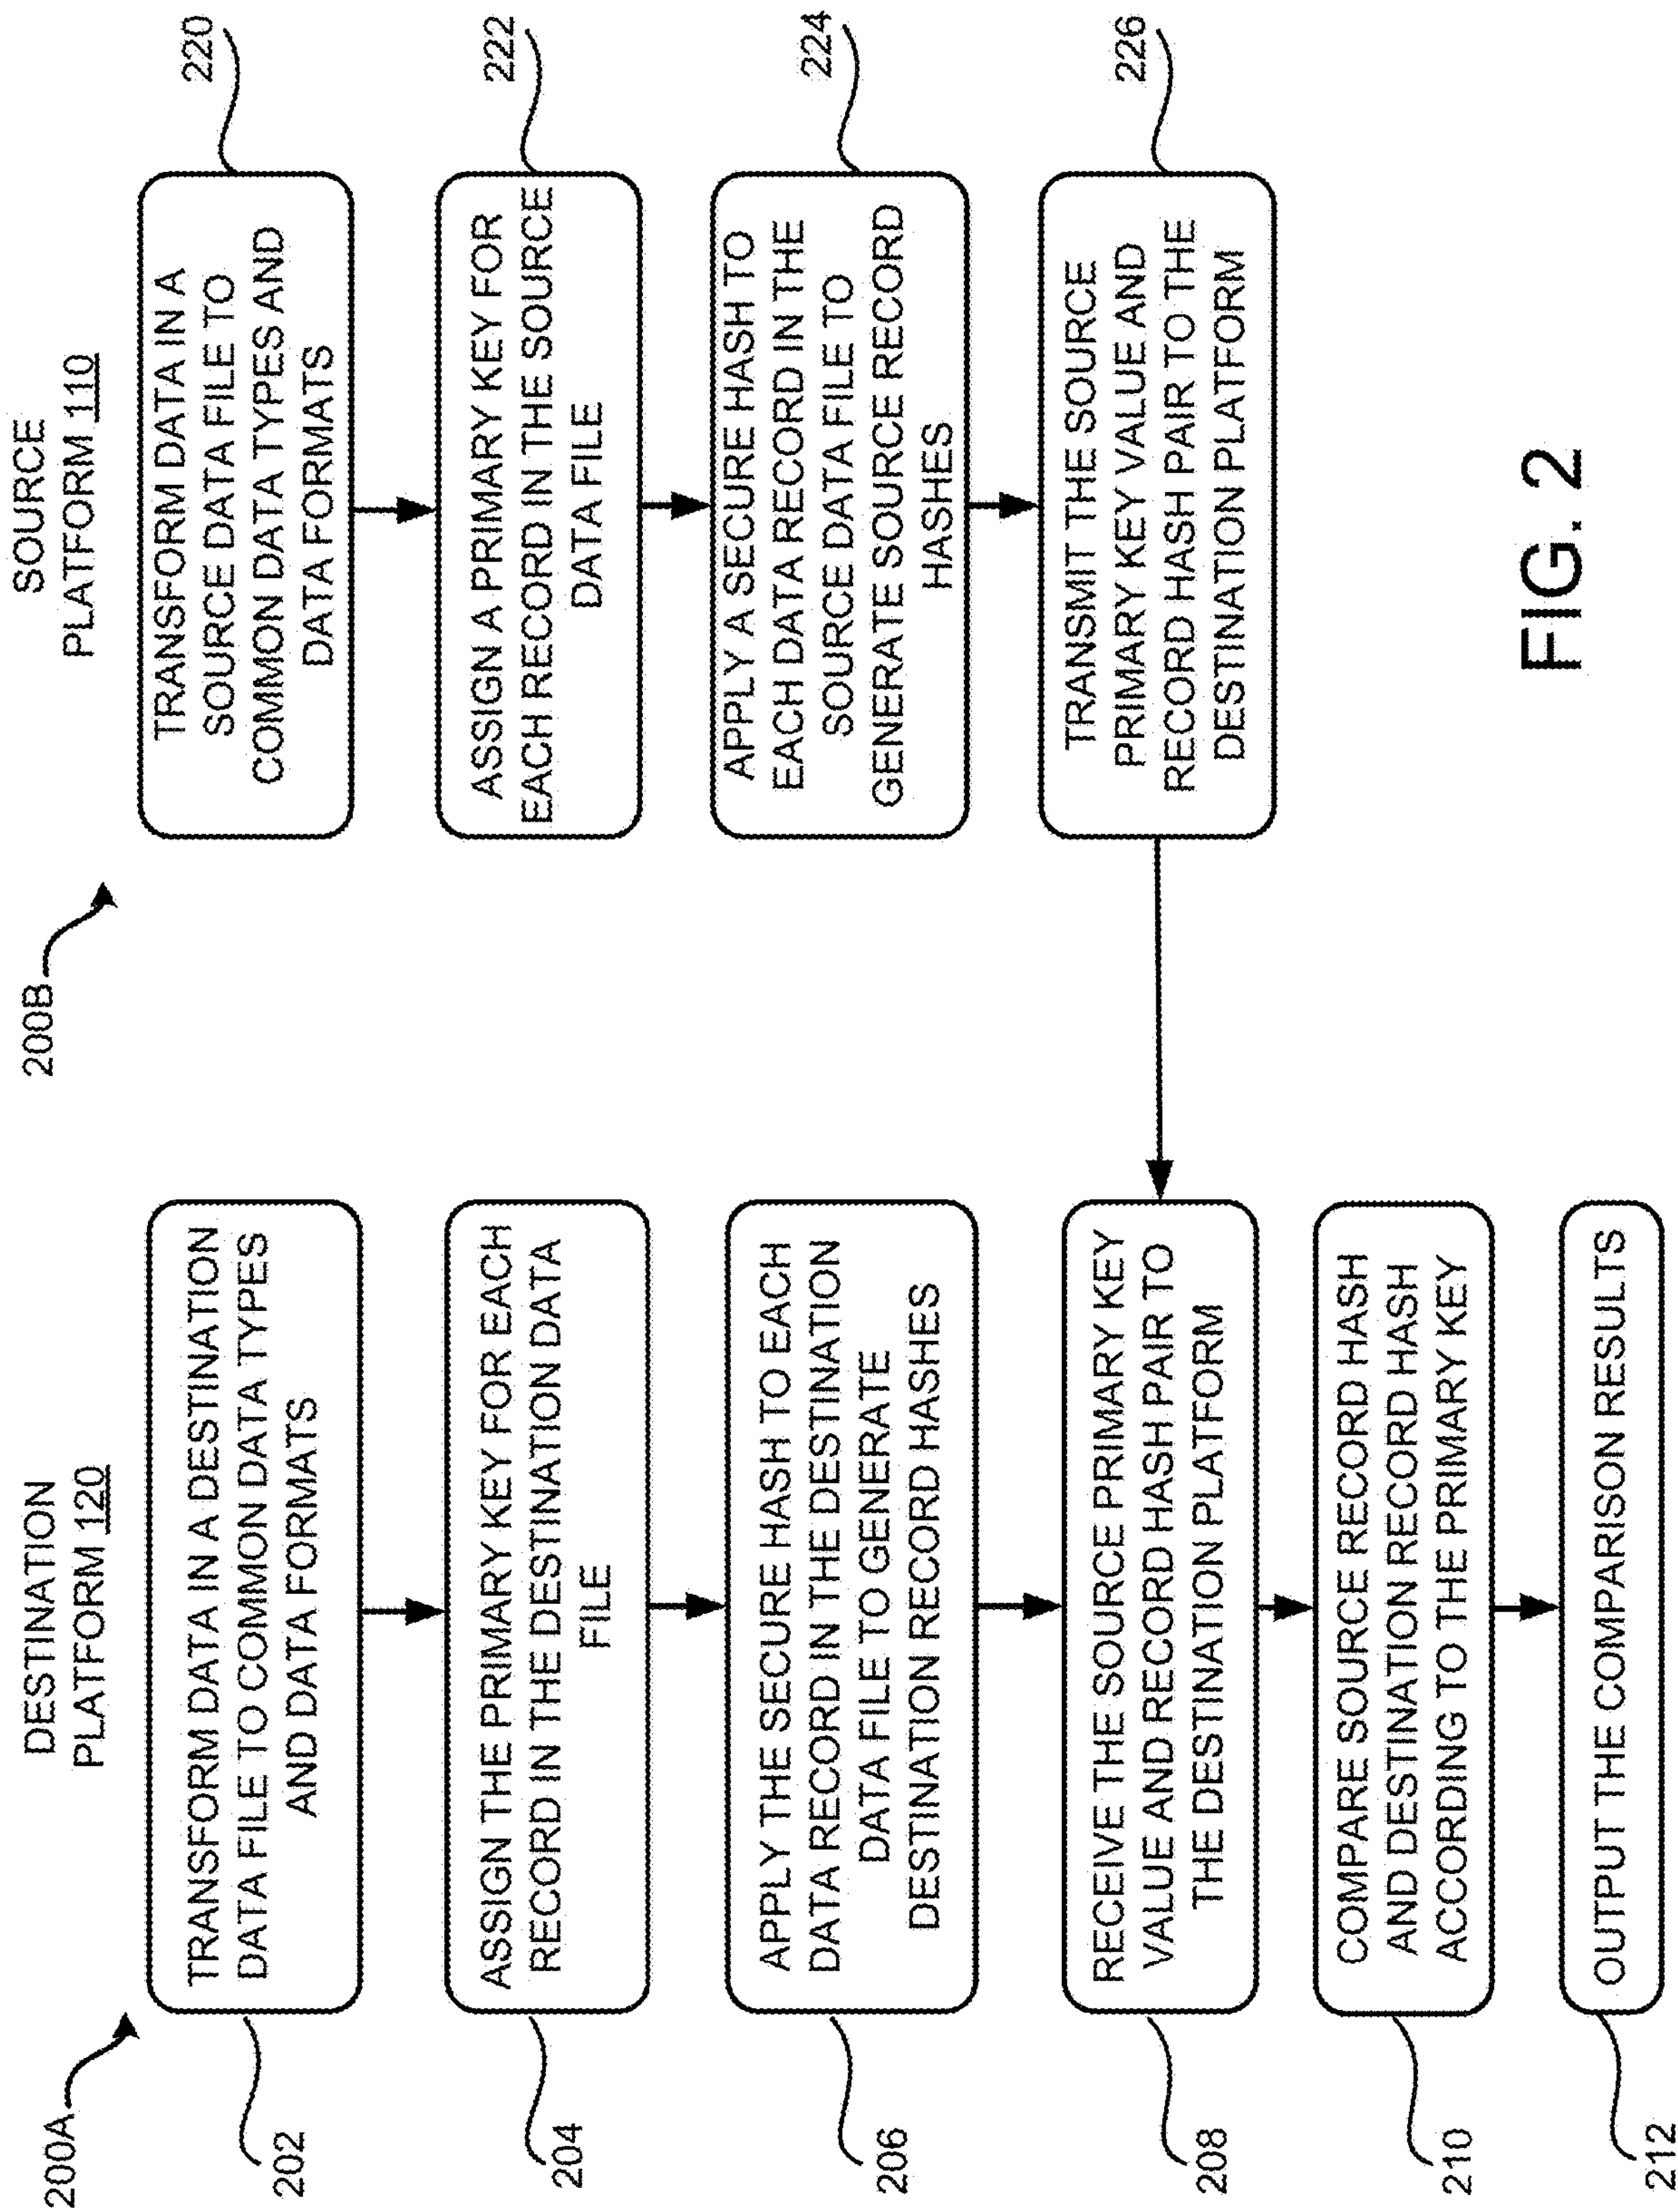 200A
DESTINATION
PLATFORM 120
202
TRANSFORM DATA IN A DESTINATION
DATA FILE TO COMMON DATA TYPES
AND DATA FORMATS
204
ASSIGN THE PRIMARY KEY FOR EACH
RECORD IN THE DESTINATION DATA
FILE
206
APPLY THE SECURE HASH TO EACH
DATA RECORD IN THE DESTINATION
DATA FILE TO GENERATE
DESTINATION RECORD HASHES
208
RECEIVE THE SOURCE PRIMARY KEY
VALUE AND RECORD HASH PAIR TO
THE DESTINATION PLATFORM
210
COMPARE SOURCE RECORD HASH
AND DESTINATION RECORD HASH
ACCORDING TO THE PRIMARY KEY
212
OUTPUT THE COMPARISON RESULTS
200B
SOURCE
PLATFORM 110
220
TRANSFORM DATA IN A
SOURCE DATA FILE TO
COMMON DATA TYPES AND
DATA FORMATS
222
ASSIGN A PRIMARY KEY FOR
EACH RECORD IN THE SOURCE
DATA FILE
224
APPLY A SECURE HASH TO
EACH DATA RECORD IN THE
SOURCE DATA FILE TO
GENERATE SOURCE RECORD
HASHES
226
TRANSMIT THE SOURCE
PRIMARY KEY VALUE AND
RECORD HASH PAIR TO THE
DESTINATION PLATFORM
FIG. 2